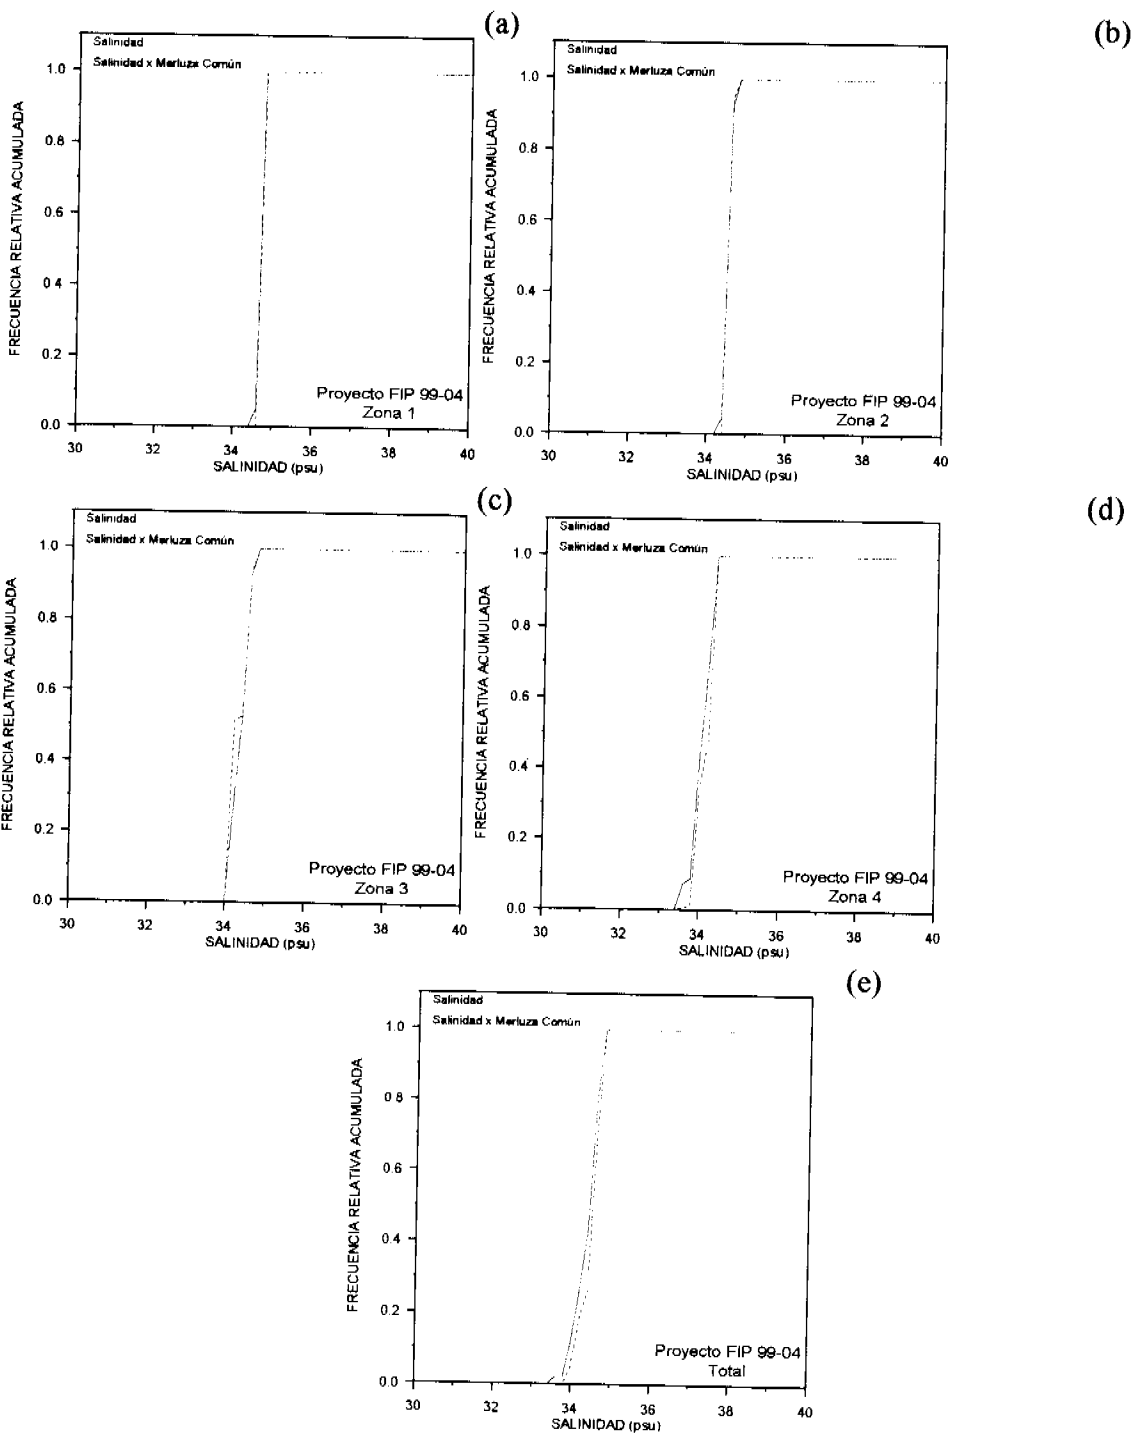 (a)
Salinidad
Salinidad x Merluza Común
FRECUENCIA RELATIVA ACUMULADA
1.0
0.8
0.6
0.4
0.2
0.0
Proyecto FIP 99-04
Zona 1
30 32 34 36 38 40
SALINIDAD (psu)
(b)
Salinidad
Salinidad x Merluza Común
FRECUENCIA RELATIVA ACUMULADA
1.0
0.8
0.6
0.4
0.2
0.0
Proyecto FIP 99-04
Zona 2
30 32 34 36 38 40
SALINIDAD (psu)
(c)
Salinidad
Salinidad x Merluza Común
FRECUENCIA RELATIVA ACUMULADA
1.0
0.8
0.6
0.4
0.2
0.0
Proyecto FIP 99-04
Zona 3
30 32 34 36 38 40
SALINIDAD (psu)
(d)
Salinidad
Salinidad x Merluza Común
FRECUENCIA RELATIVA ACUMULADA
1.0
0.8
0.6
0.4
0.2
0.0
Proyecto FIP 99-04
Zona 4
30 32 34 36 38 40
SALINIDAD (psu)
(e)
Salinidad
Salinidad x Merluza Común
FRECUENCIA RELATIVA ACUMULADA
1.0
0.8
0.6
0.4
0.2
0.0
Proyecto FIP 99-04
Total
30 32 34 36 38 40
SALINIDAD (psu)